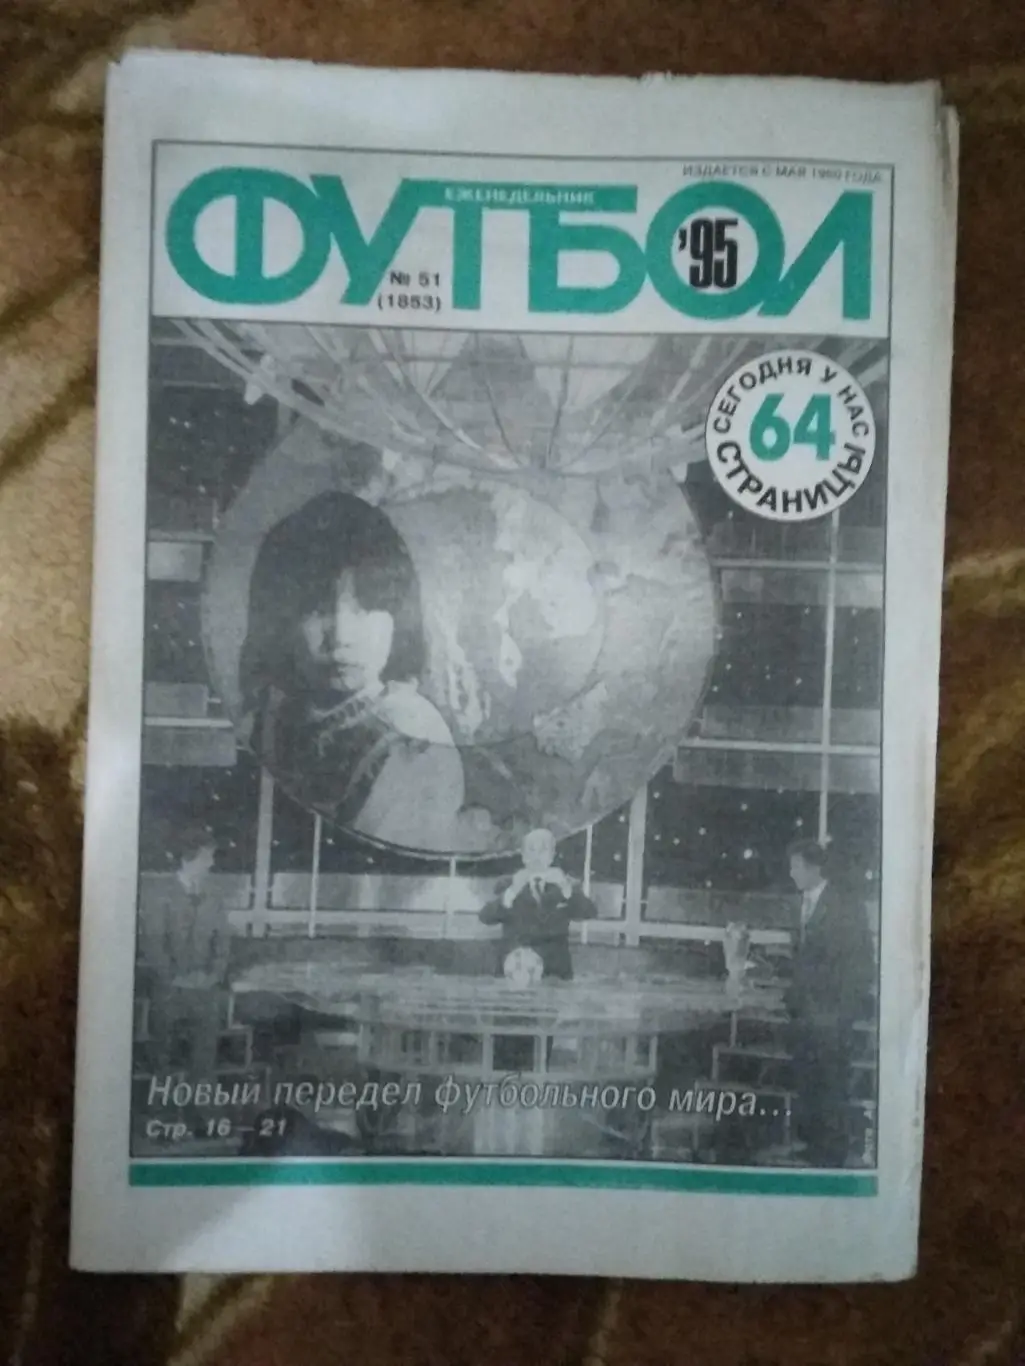 ИЗДАЕТСЯ С МАЯ 1960 ГОДА
ЕЖЕНЕДЕЛЬНИК
ФУТБОЛ
'95
№ 51
(1853)
СЕГОДНЯ У НАС
64
СТРАНИЦЫ
Новый передел футбольного мира...
Стр. 16 — 21